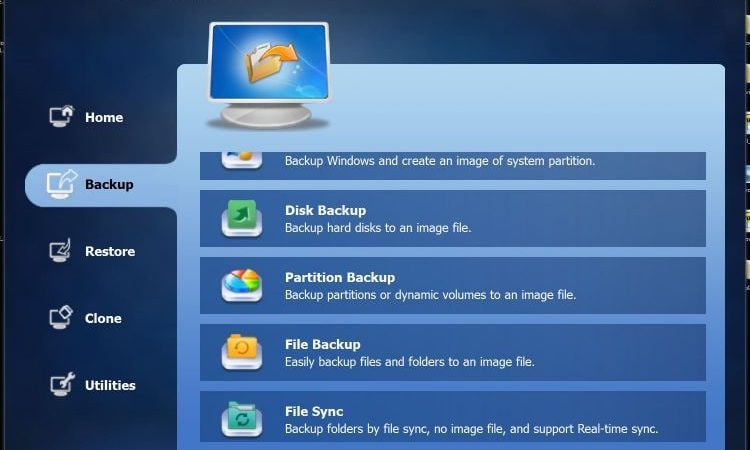 Home
Backup
Restore
Clone
Utilities
Backup Windows and create an image of system partition.
Disk Backup
Backup hard disks to an image file.
Partition Backup
Backup partitions or dynamic volumes to an image file.
File Backup
Easily backup files and folders to an image file.
File Sync
Backup folders by file sync, no image file, and support Real-time sync.